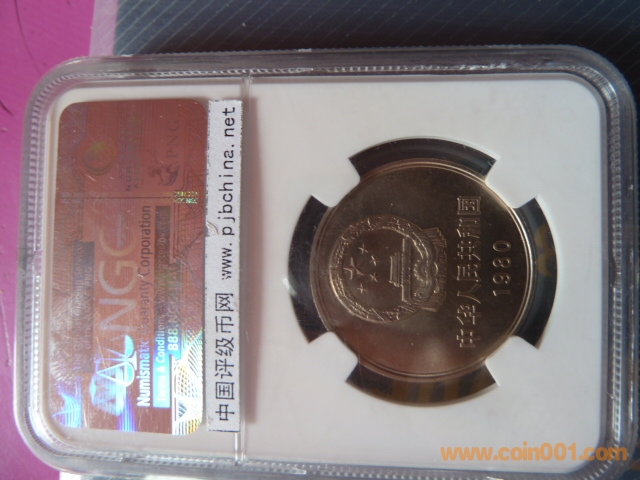 NGC
Numismatic Guaranty Corporation
中国评级币网 www.pjbchina.net
中华人民共和国
1980
www.coin001.com